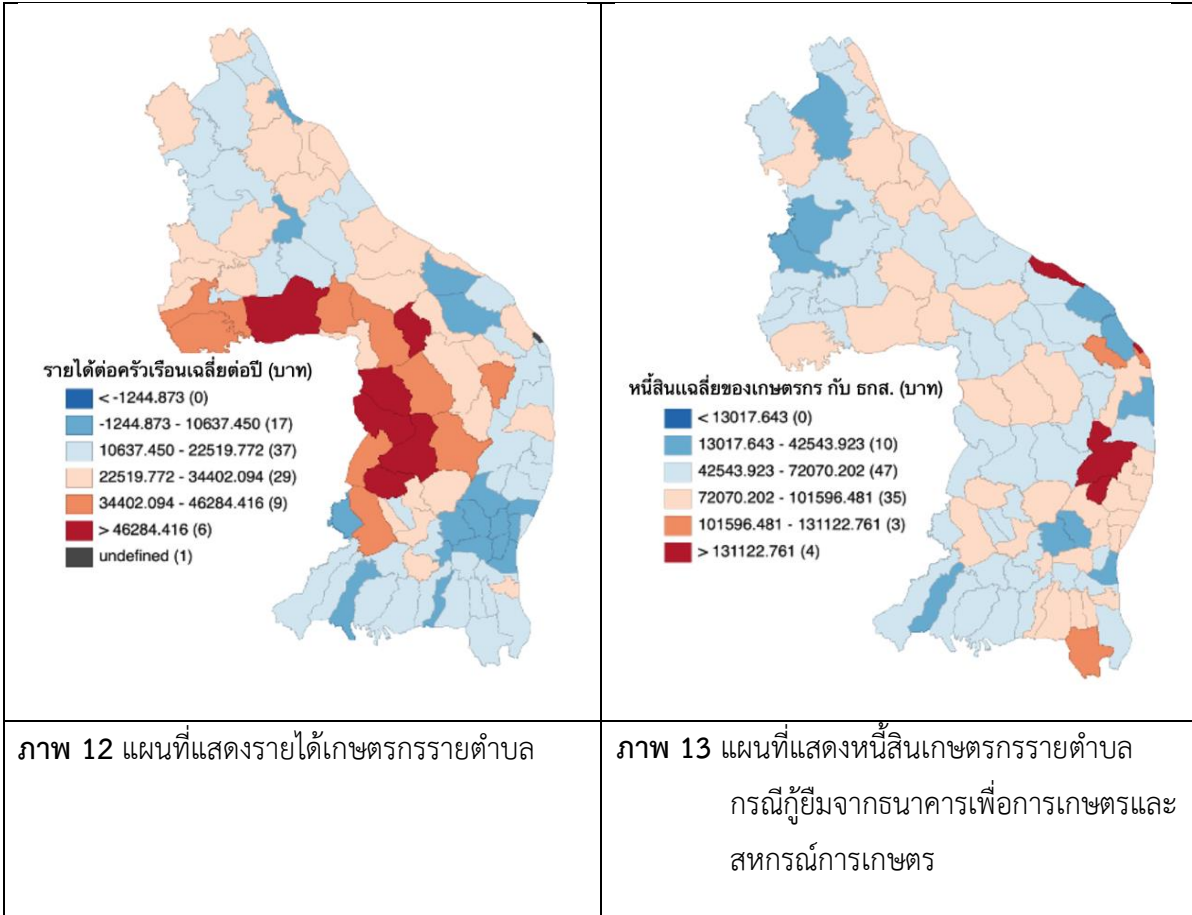 รายได้ต่อครัวเรือนเฉลี่ยต่อปี (บาท)
< -1244.873 (0)
-1244.873 - 10637.450 (17)
10637.450 - 22519.772 (37)
22519.772 - 34402.094 (29)
34402.094 - 46284.416 (9)
> 46284.416 (6)
undefined (1)
หนี้สินเฉลี่ยของเกษตรกร กับ ธกส. (บาท)
< 13017.643 (0)
13017.643 - 42543.923 (10)
42543.923 - 72070.202 (47)
72070.202 - 101596.481 (35)
101596.481 - 131122.761 (3)
> 131122.761 (4)
ภาพ 12 แผนที่แสดงรายได้เกษตรกรรายตำบล
ภาพ 13 แผนที่แสดงหนี้สินเกษตรกรรายตำบล
กรณีกู้ยืมจากธนาคารเพื่อการเกษตรและ
สหกรณ์การเกษตร